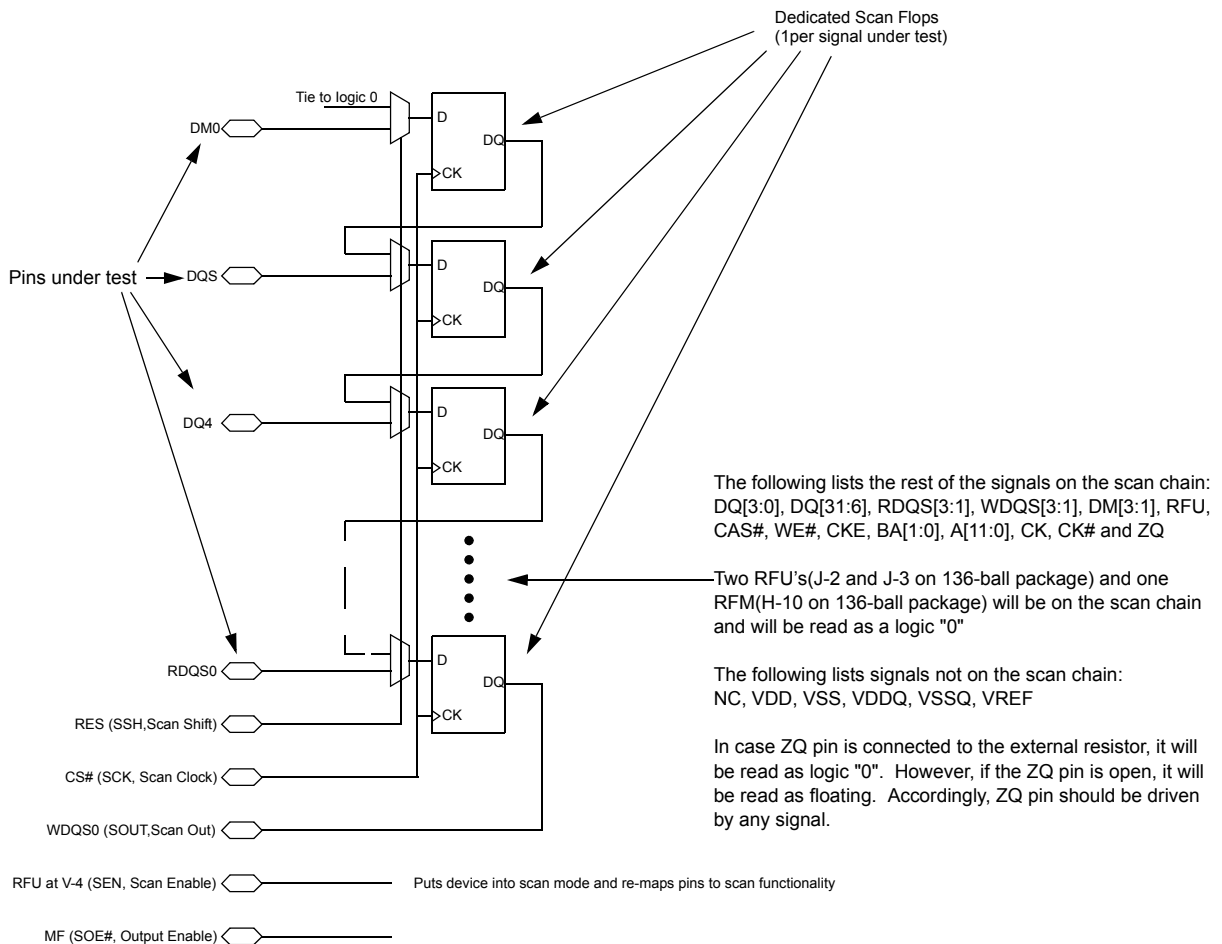 Dedicated Scan Flops
(1per signal under test)
Tie to logic 0
DM0
D
DQ
CK
Pins under test
DQS
D
DQ
CK
DQ4
D
DQ
CK
RDQS0
D
DQ
CK
RES (SSH,Scan Shift)
CS# (SCK, Scan Clock)
WDQS0 (SOUT,Scan Out)
RFU at V-4 (SEN, Scan Enable)
Puts device into scan mode and re-maps pins to scan functionality
MF (SOE#, Output Enable)
The following lists the rest of the signals on the scan chain:
DQ[3:0], DQ[31:6], RDQS[3:1], WDQS[3:1], DM[3:1], RFU,
CAS#, WE#, CKE, BA[1:0], A[11:0], CK, CK# and ZQ
Two RFU's(J-2 and J-3 on 136-ball package) and one
RFM(H-10 on 136-ball package) will be on the scan chain
and will be read as a logic "0"
The following lists signals not on the scan chain:
NC, VDD, VSS, VDDQ, VSSQ, VREF
In case ZQ pin is connected to the external resistor, it will
be read as logic "0".  However, if the ZQ pin is open, it will
be read as floating.  Accordingly, ZQ pin should be driven
by any signal.